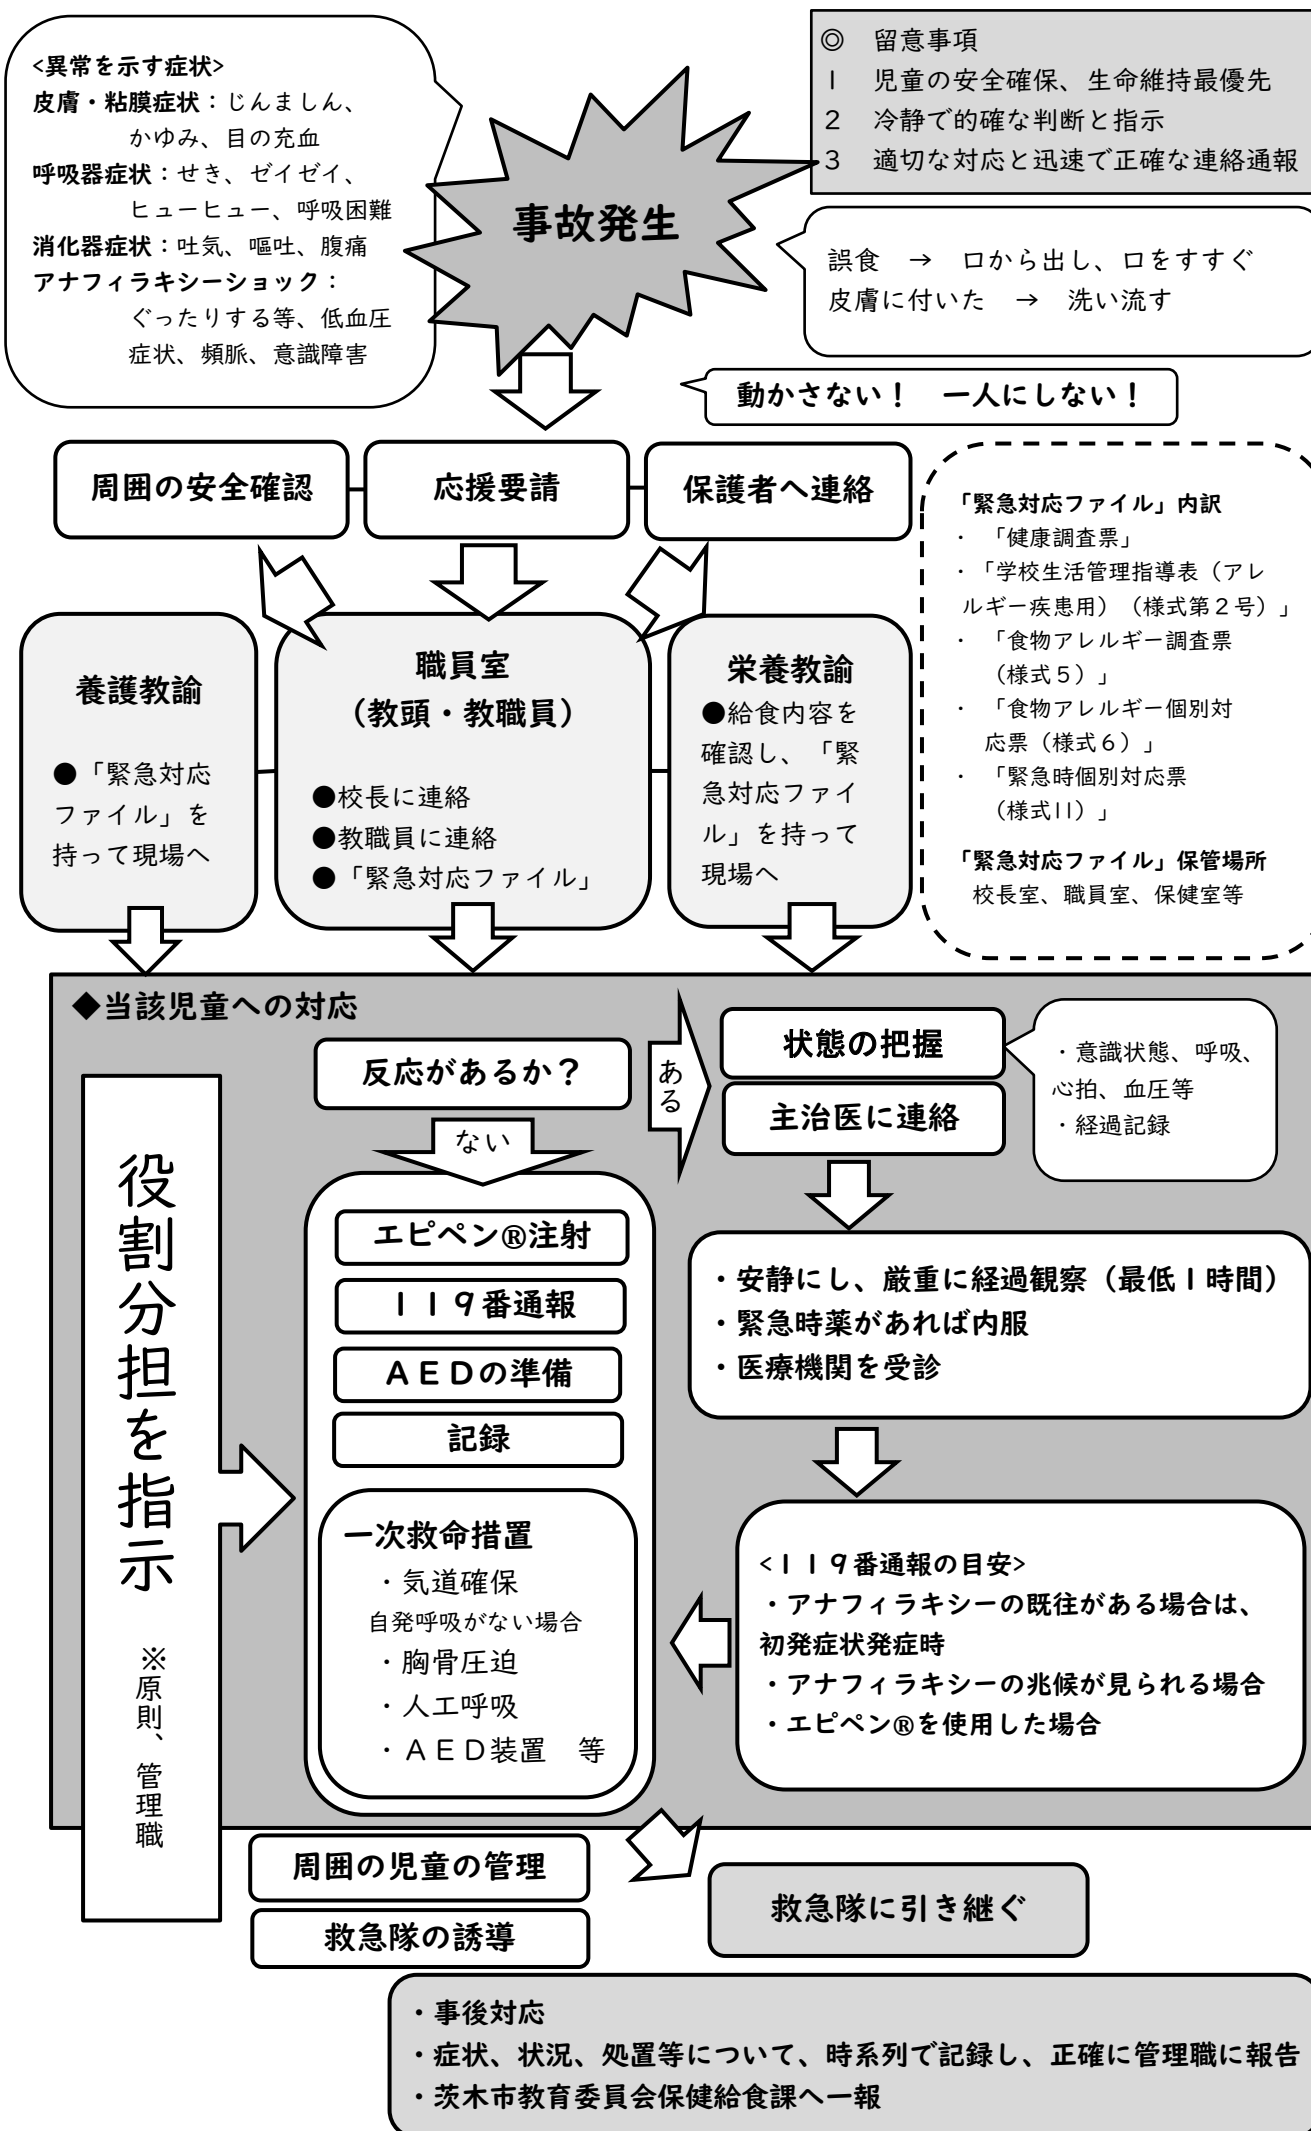 <異常を示す症状>
皮膚・粘膜症状：じんましん、
かゆみ、目の充血
呼吸器症状：せき、ゼイゼイ、
ヒューヒュー、呼吸困難
消化器症状：吐気、嘔吐、腹痛
アナフィラキシーショック：
ぐったりする等、低血圧
症状、頻脈、意識障害
事故発生
◎　留意事項
１　児童の安全確保、生命維持最優先
２　冷静で的確な判断と指示
３　適切な対応と迅速で正確な連絡通報
誤食　→　口から出し、口をすすぐ
皮膚に付いた　→　洗い流す
動かさない！　一人にしない！
周囲の安全確認
応援要請
保護者へ連絡
「緊急対応ファイル」内訳
・　「健康調査票」
・「学校生活管理指導表（アレ
ルギー疾患用）（様式第２号）」
・　「食物アレルギー調査票
（様式５）」
・　「食物アレルギー個別対
応票（様式６）」
・　「緊急時個別対応票
（様式11）」
「緊急対応ファイル」保管場所
校長室、職員室、保健室等
養護教諭
●「緊急対応
ファイル」を
持って現場へ
職員室
（教頭・教職員）
●校長に連絡
●教職員に連絡
●「緊急対応ファイル」
栄養教諭
●給食内容を
確認し、「緊
急対応ファイ
ル」を持って
現場へ
◆当該児童への対応
役割分担を指示　※原則、管理職
反応があるか？
ある
ない
状態の把握
主治医に連絡
・意識状態、呼吸、
心拍、血圧等
・経過記録
エピペン®注射
１１９番通報
ＡＥＤの準備
記録
一次救命措置
・気道確保
自発呼吸がない場合
・胸骨圧迫
・人工呼吸
・ＡＥＤ装置　等
・安静にし、厳重に経過観察（最低１時間）
・緊急時薬があれば内服
・医療機関を受診
<１１９番通報の目安>
・アナフィラキシーの既往がある場合は、
初発症状発症時
・アナフィラキシーの兆候が見られる場合
・エピペン®を使用した場合
周囲の児童の管理
救急隊の誘導
救急隊に引き継ぐ
・事後対応
・症状、状況、処置等について、時系列で記録し、正確に管理職に報告
・茨木市教育委員会保健給食課へ一報